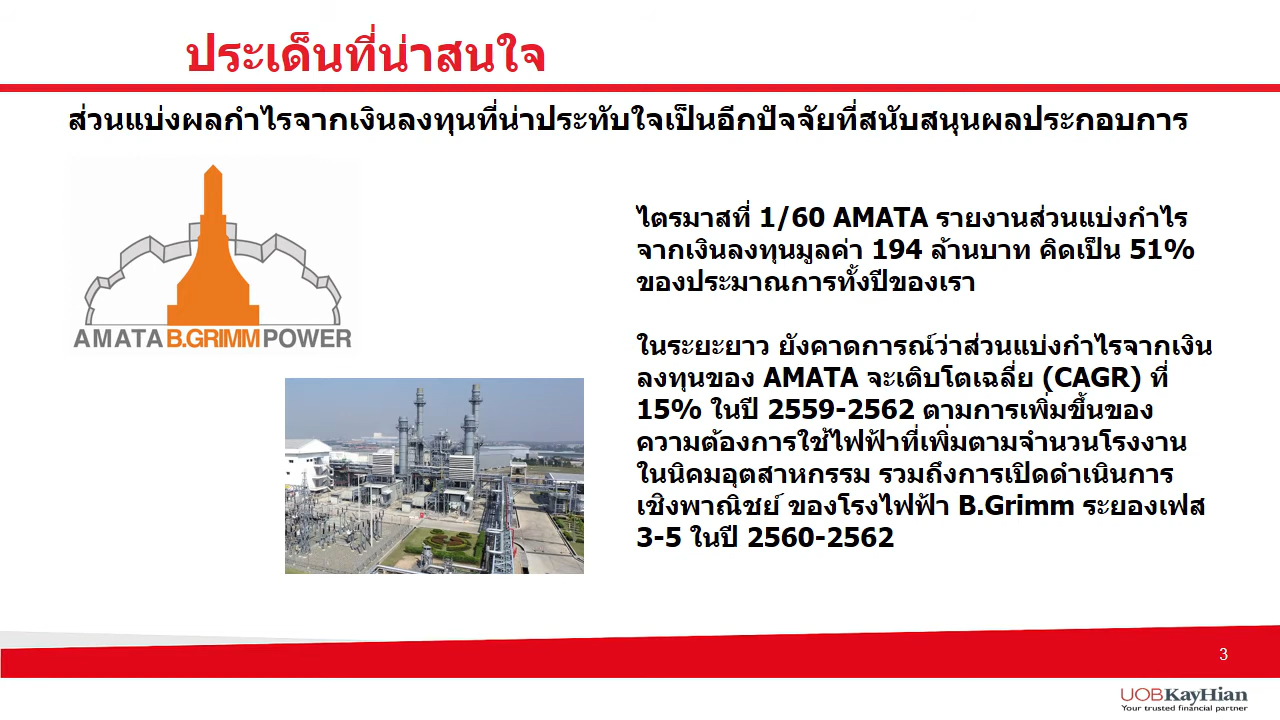 ประเด็นที่น่าสนใจ
ส่วนแบ่งผลกำไรจากเงินลงทุนที่น่าประทับใจเป็นอีกปัจจัยที่สนับสนุนผลประกอบการ
AMATA B.GRIMM POWER
ไตรมาสที่ 1/60 AMATA รายงานส่วนแบ่งกำไร
จากเงินลงทุนมูลค่า 194 ล้านบาท คิดเป็น 51%
ของประมาณการทั้งปีของเรา
ในระยะยาว ยังคาดการณ์ว่าส่วนแบ่งกำไรจากเงิน
ลงทุนของ AMATA จะเติบโตเฉลี่ย (CAGR) ที่
15% ในปี 2559-2562 ตามการเพิ่มขึ้นของ
ความต้องการใช้ไฟฟ้าที่เพิ่มตามจำนวนโรงงาน
ในนิคมอุตสาหกรรม รวมถึงการเปิดดำเนินการ
เชิงพาณิชย์ ของโรงไฟฟ้า B.Grimm ระยองเฟส
3-5 ในปี 2560-2562
3
UOBKayHian
Your trusted financial partner